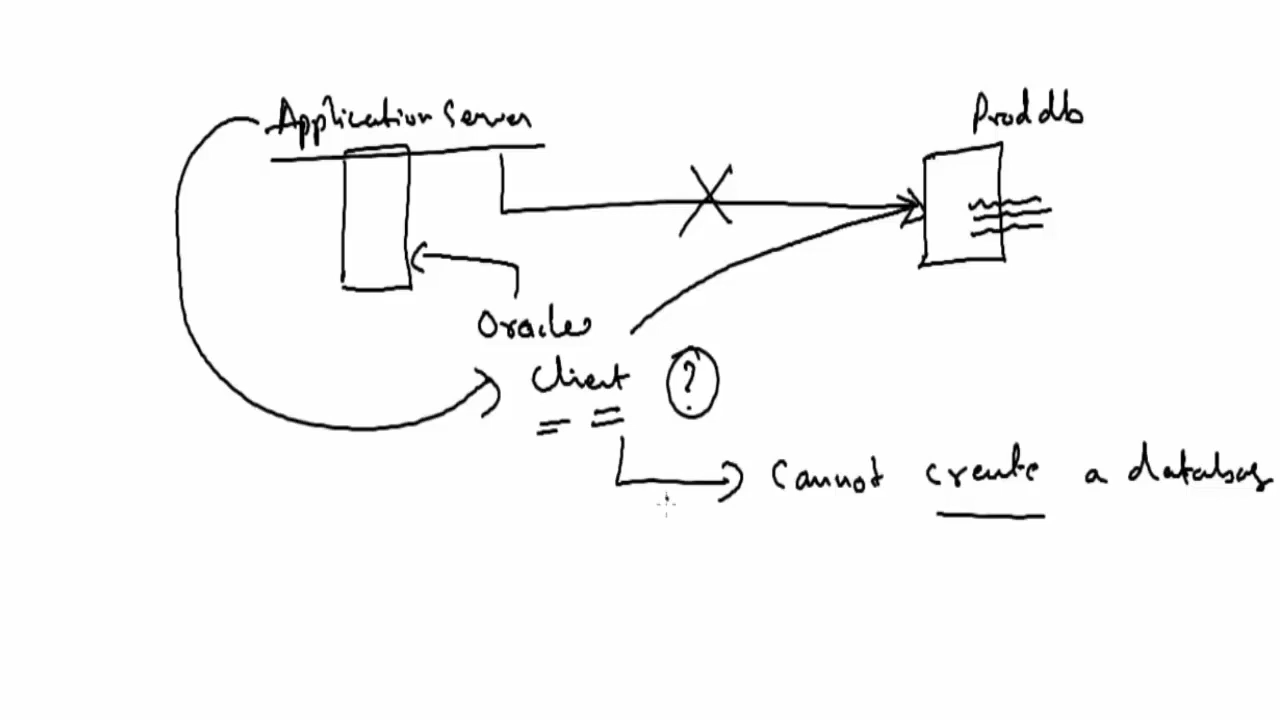 Application Server
Prod db
Oracle
Client ?
Cannot create a database